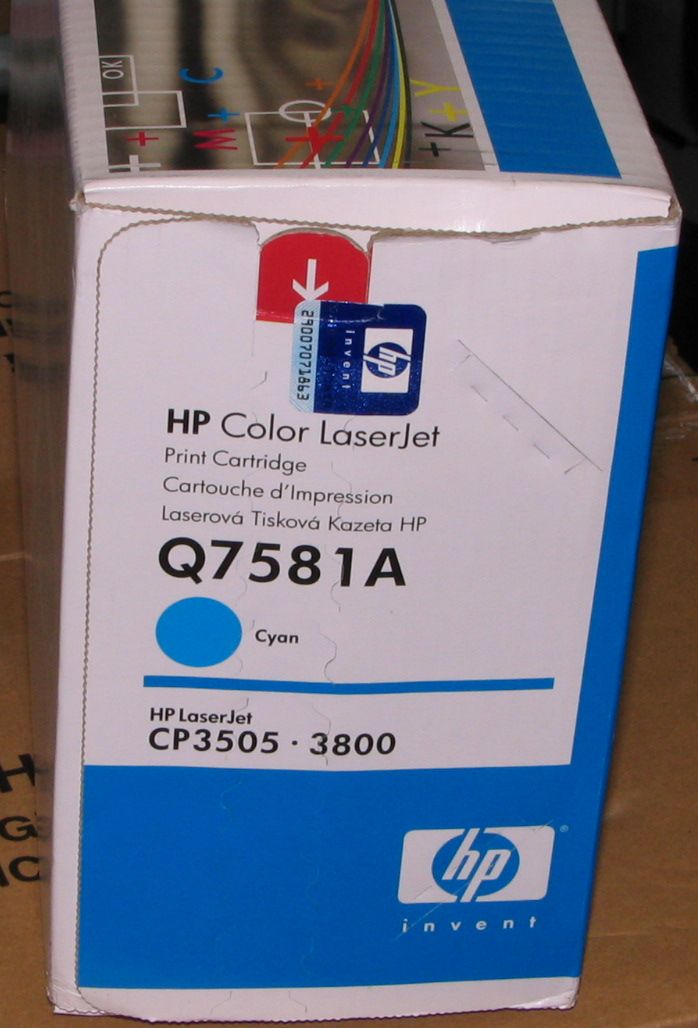 OK
C
M
K
Y
29007071863
invent
hp
HP Color LaserJet
Print Cartridge
Cartouche d'Impression
Laserová Tisková Kazeta HP
Q7581A
Cyan
HP LaserJet
CP3505 · 3800
hp®
invent
H
G